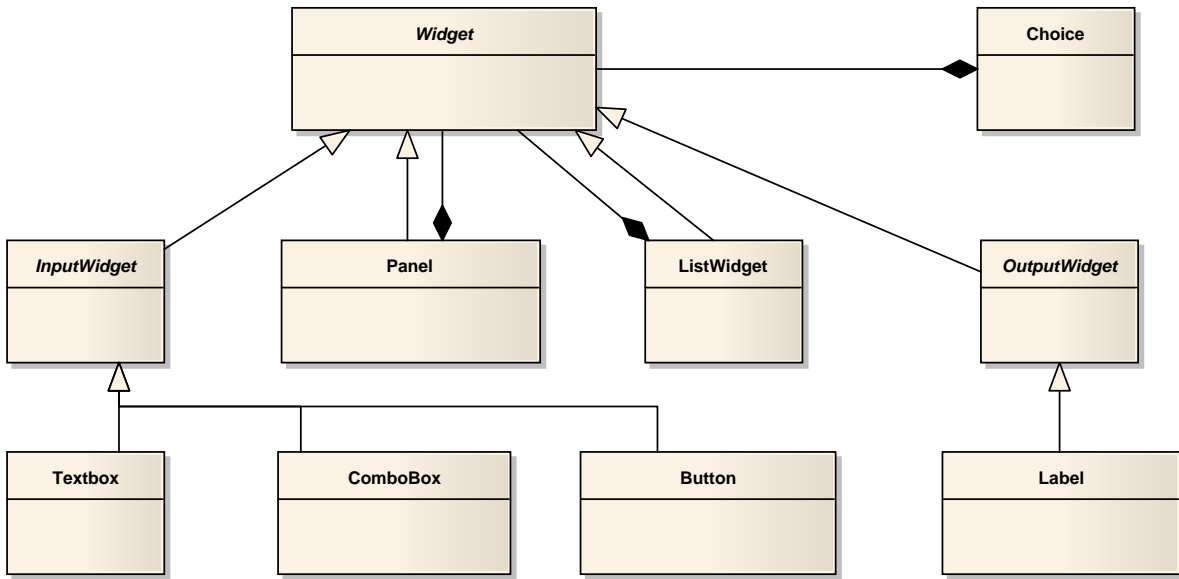 Widget
Choice
InputWidget
Panel
ListWidget
OutputWidget
Textbox
ComboBox
Button
Label